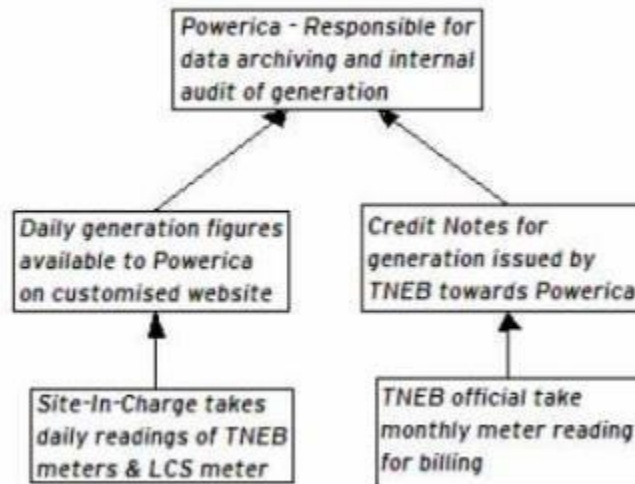 Powerica - Responsible for
data archiving and internal
audit of generation
Daily generation figures
available to Powerica
on customised website
Credit Notes for
generation issued by
TNEB towards Powerica
Site-In-Charge takes
daily readings of TNEB
meters & LCS meter
TNEB official take
monthly meter reading
for billing